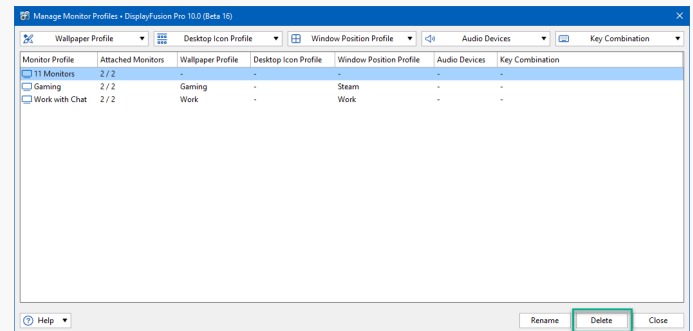 Manage Monitor Profiles • DisplayFusion Pro 10.0 (Beta 16)
Wallpaper Profile Desktop Icon Profile Window Position Profile Audio Devices Key Combination
Monitor Profile Attached Monitors Wallpaper Profile Desktop Icon Profile Window Position Profile Audio Devices Key Combination
11 Monitors 2 / 2 - - - - -
Gaming 2 / 2 Gaming - Steam - -
Work with Chat 2 / 2 Work - Work - -
Help Rename Delete Close